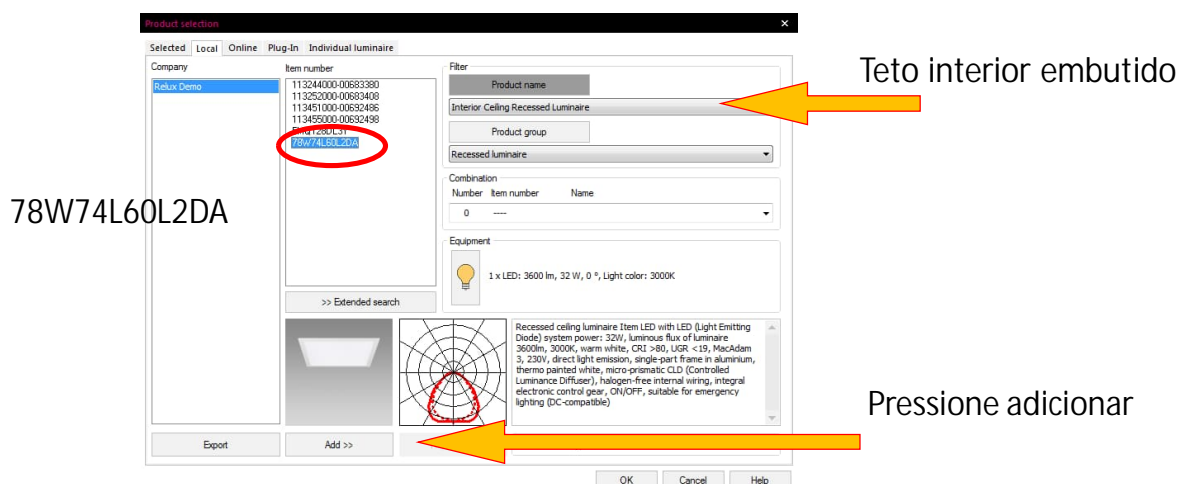 Product selection
Selected Local Online Plug-In Individual luminaire
Company
Relux Demo
Item number
113244000-00683380
113252000-00683408
113451000-00692486
113455000-00692498
78W74L60L2DA
>> Extended search
Filter
Product name
Interior Ceiling Recessed Luminaire
Product group
Recessed luminaire
Combination
Number Item number Name
0 ----
Equipment
1 x LED: 3600 lm, 32 W, 0 °, Light color: 3000K
Recessed ceiling luminaire Item LED with LED (Light Emitting
Diode) system power: 32W, luminous flux of luminaire
3600lm, 3000K, warm white, CRI >80, UGR <19, MacAdam
3, 230V, direct light emission, single-part frame in aluminium,
thermo painted white, micro-prismatic CLD (Controlled
Luminance Diffuser), halogen-free internal wiring, integral
electronic control gear, ON/OFF, suitable for emergency
lighting (DC-compatible)
Export Add >>
OK Cancel Help
Teto interior embutido
78W74L60L2DA
Pressione adicionar